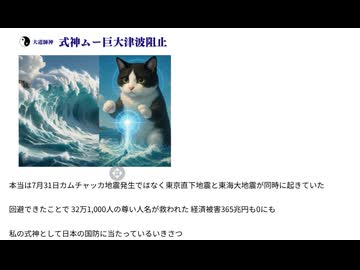 大道師神 式神ムー巨大津波阻止
本当は7月31日カムチャッカ地震発生ではなく東京直下地震と東海大地震が同時に起きていた
回避できたことで 32万1,000人の尊い人名が救われた 経済被害365兆円も0にも
私の式神として日本の国防に当たっているいきさつ